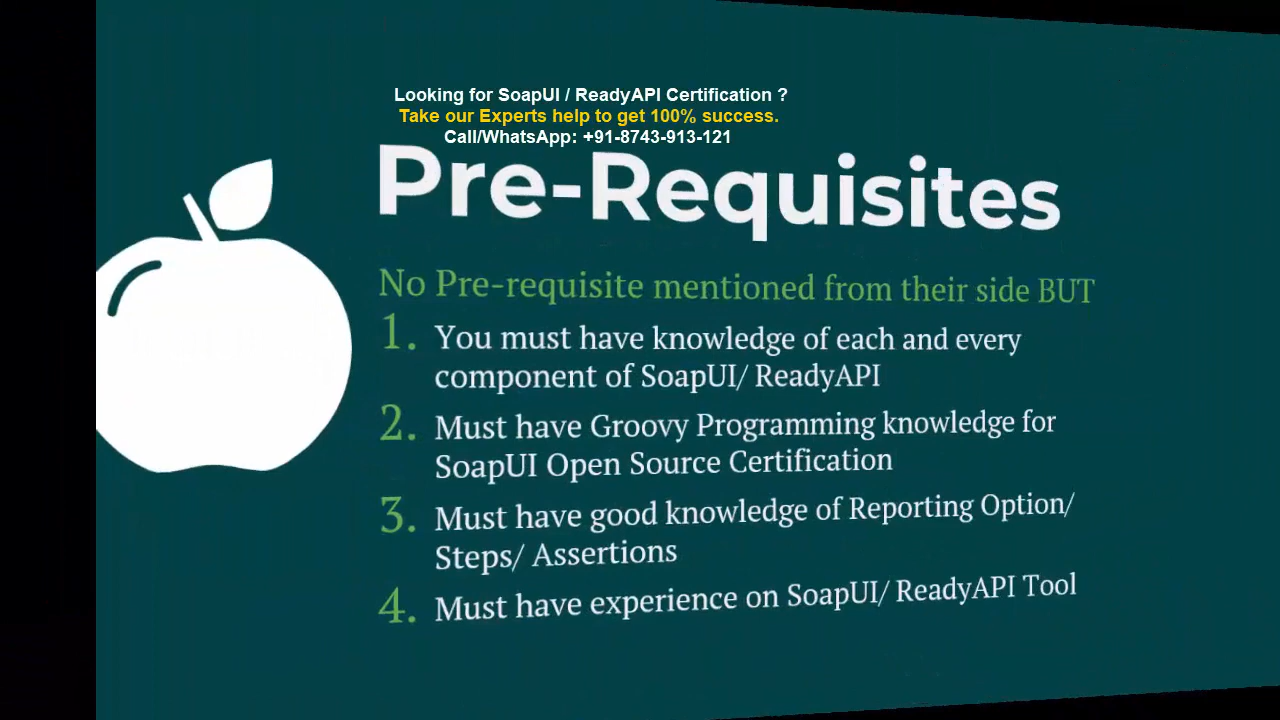 Looking for SoapUI / ReadyAPI Certification ?
Take our Experts help to get 100% success.
Call/WhatsApp: +91-8743-913-121
Pre-Requisites
No Pre-requisite mentioned from their side BUT
1. You must have knowledge of each and every
component of SoapUI/ ReadyAPI
2. Must have Groovy Programming knowledge for
SoapUI Open Source Certification
3. Must have good knowledge of Reporting Option/
Steps/ Assertions
4. Must have experience on SoapUI/ ReadyAPI Tool